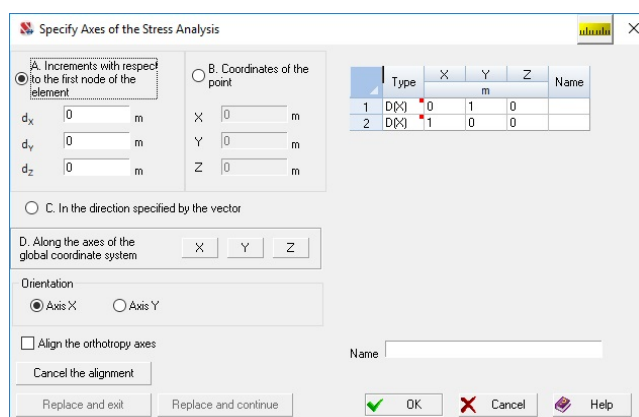 Specify Axes of the Stress Analysis
A. Increments with respect
to the first node of the
element
dX 0 m
dY 0 m
dZ 0 m
B. Coordinates of the
point
X 0 m
Y 0 m
Z 0 m
C. In the direction specified by the vector
D. Along the axes of the
global coordinate system
X Y Z
Orientation
Axis X Axis Y
Align the orthotropy axes
Cancel the alignment
Replace and exit Replace and continue
Type X Y Z Name
m
1 D(X) 0 1 0
2 D(X) 1 0 0
Name
OK Cancel Help